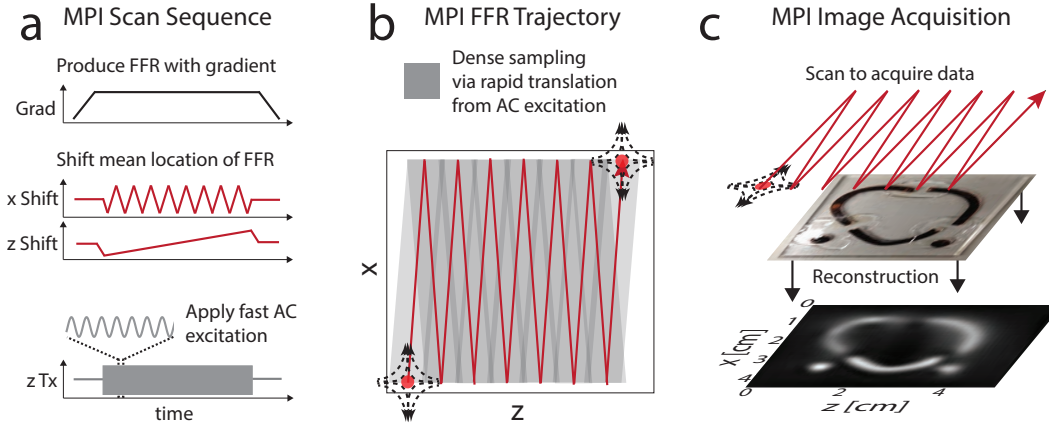 a
MPI Scan Sequence
Produce FFR with gradient
Grad
Shift mean location of FFR
x Shift
z Shift
Apply fast AC
excitation
z Tx
time
b
MPI FFR Trajectory
Dense sampling
via rapid translation
from AC excitation
x
z
c
MPI Image Acquisition
Scan to acquire data
Reconstruction
0
1
2
3
4
x [cm]
0
2
4
z [cm]